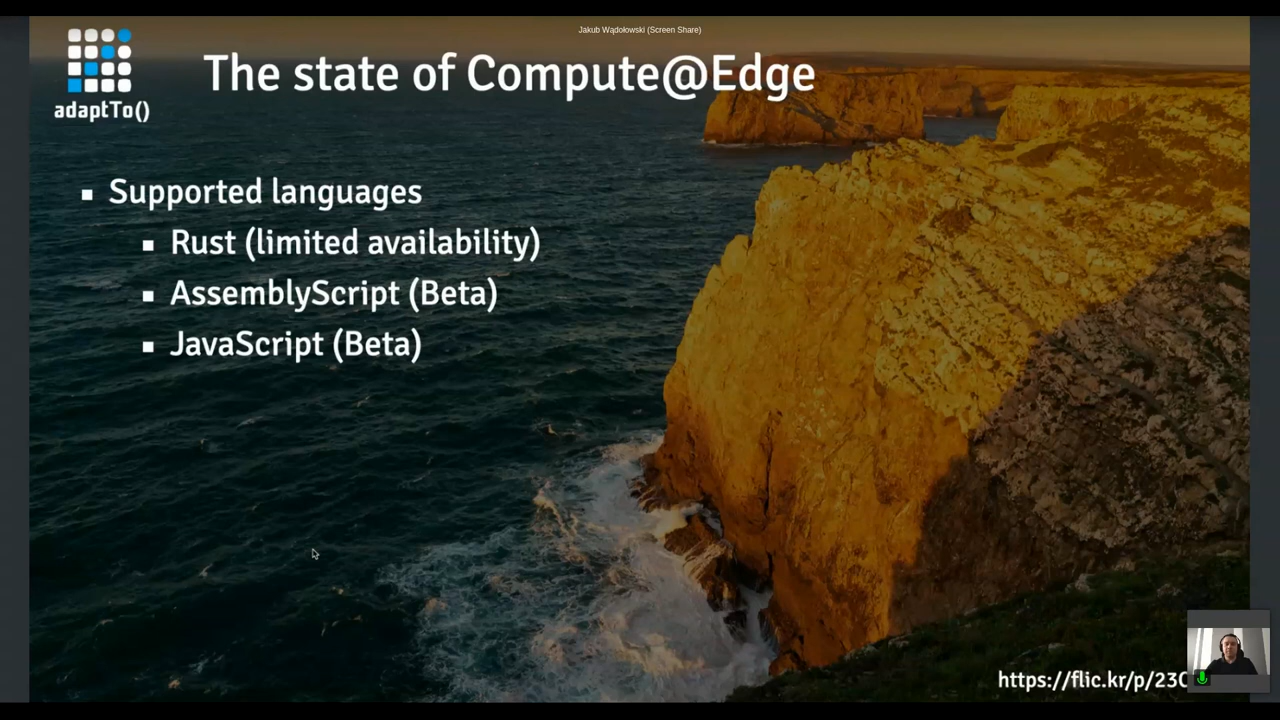 Jakub Wądołowski (Screen Share)
The state of Compute@Edge
adaptTo()
Supported languages
Rust (limited availability)
AssemblyScript (Beta)
JavaScript (Beta)
https://flic.kr/p/23